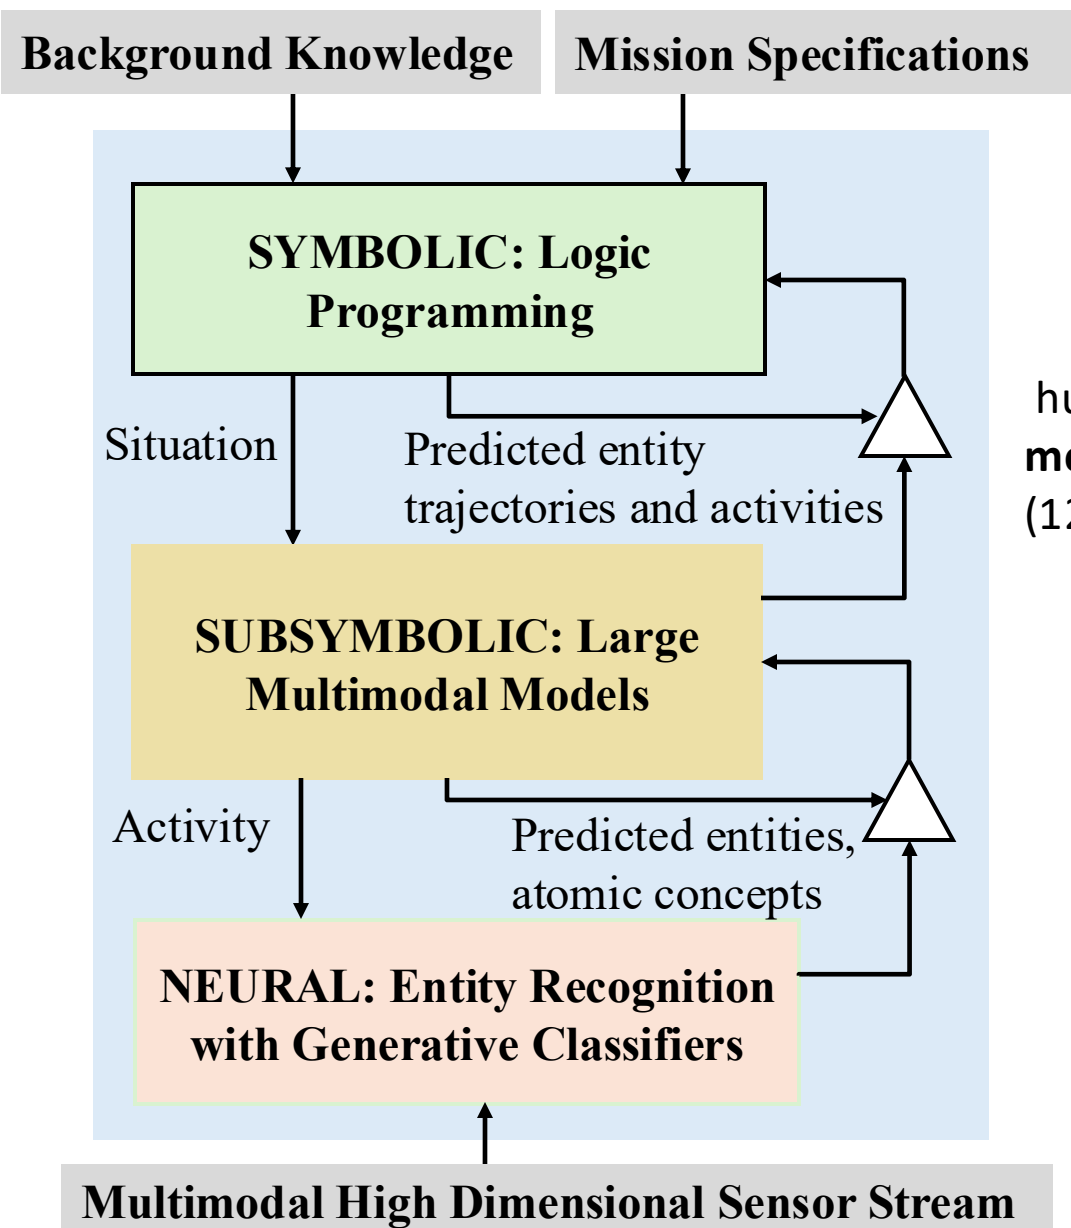 Background Knowledge
Mission Specifications
SYMBOLIC: Logic
Programming
Situation
Predicted entity
trajectories and activities
SUBSYMBOLIC: Large
Multimodal Models
Activity
Predicted entities,
atomic concepts
NEURAL: Entity Recognition
with Generative Classifiers
Multimodal High Dimensional Sensor Stream